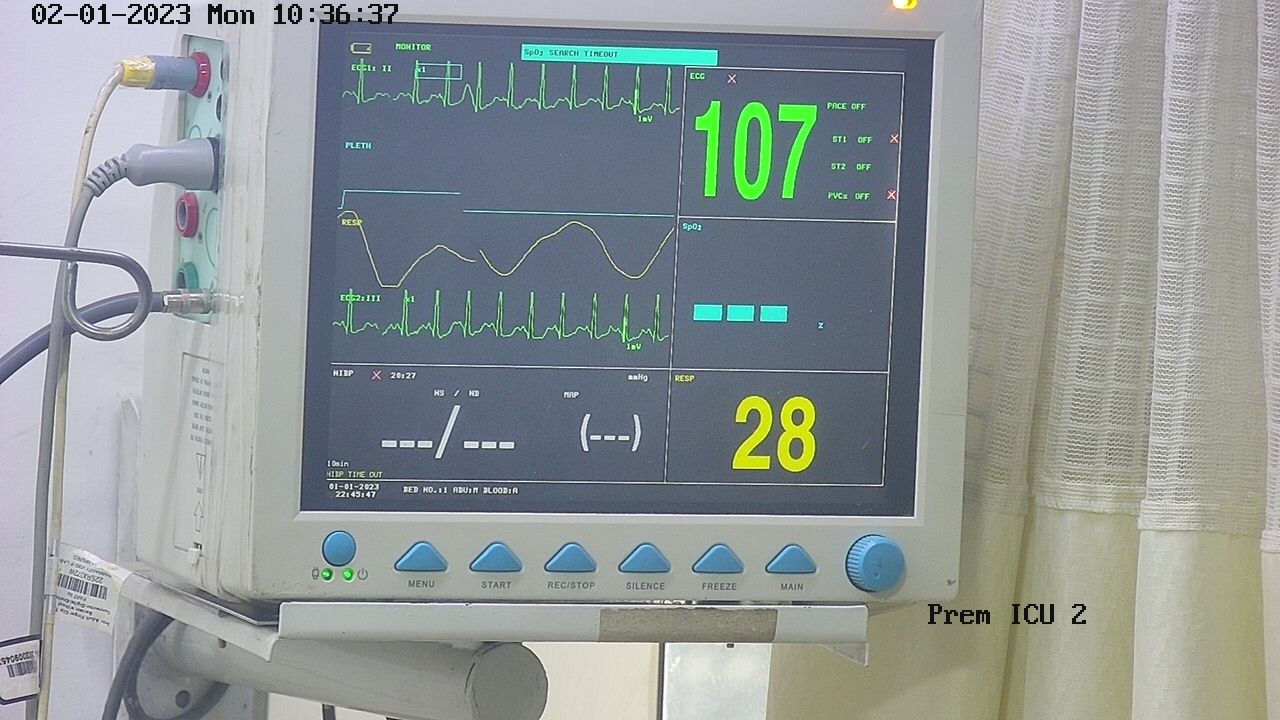 02-01-2023 Mon 10:36:37
MONITOR
SpO₂ SEARCH TIMEOUT
ECG1: II x1
1mV
ECG
107
PACE OFF
ST1 OFF
ST2 OFF
PVCs OFF
PLETH
RESP
SpO₂
--- %
ECG2:III x1
1mV
NIBP 20:27 mmHg
NS / ND MAP
---/--- (---)
RESP
28
10min
NIBP TIME OUT
01-01-2023
22:45:47
BED NO.:1 ADU:M BLOOD:A
MENU START REC/STOP SILENCE FREEZE MAIN
Prem ICU 2